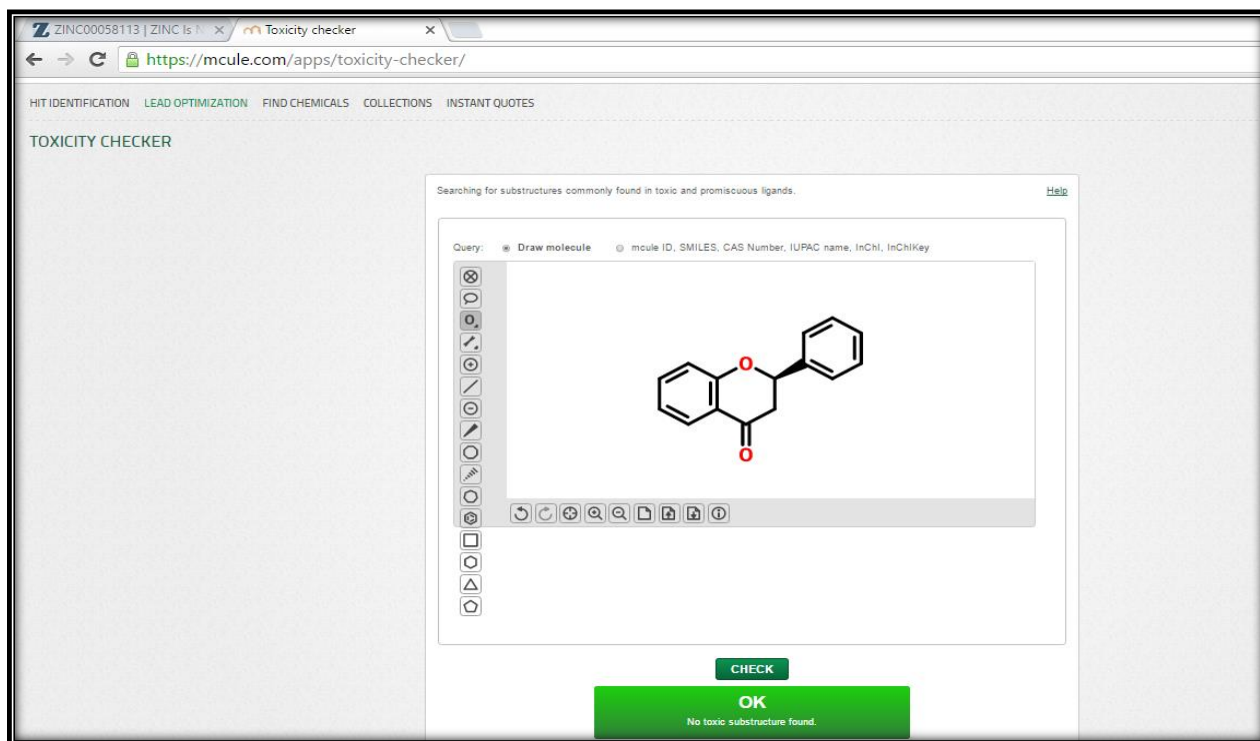 ZINC00058113 | ZINC Is N
Toxicity checker
https://mcule.com/apps/toxicity-checker/
HIT IDENTIFICATION LEAD OPTIMIZATION FIND CHEMICALS COLLECTIONS INSTANT QUOTES
TOXICITY CHECKER
Searching for substructures commonly found in toxic and promiscuous ligands. Help
Query: Draw molecule mcule ID, SMILES, CAS Number, IUPAC name, InChI, InChIKey
O
O
O
CHECK
OK
No toxic substructure found.